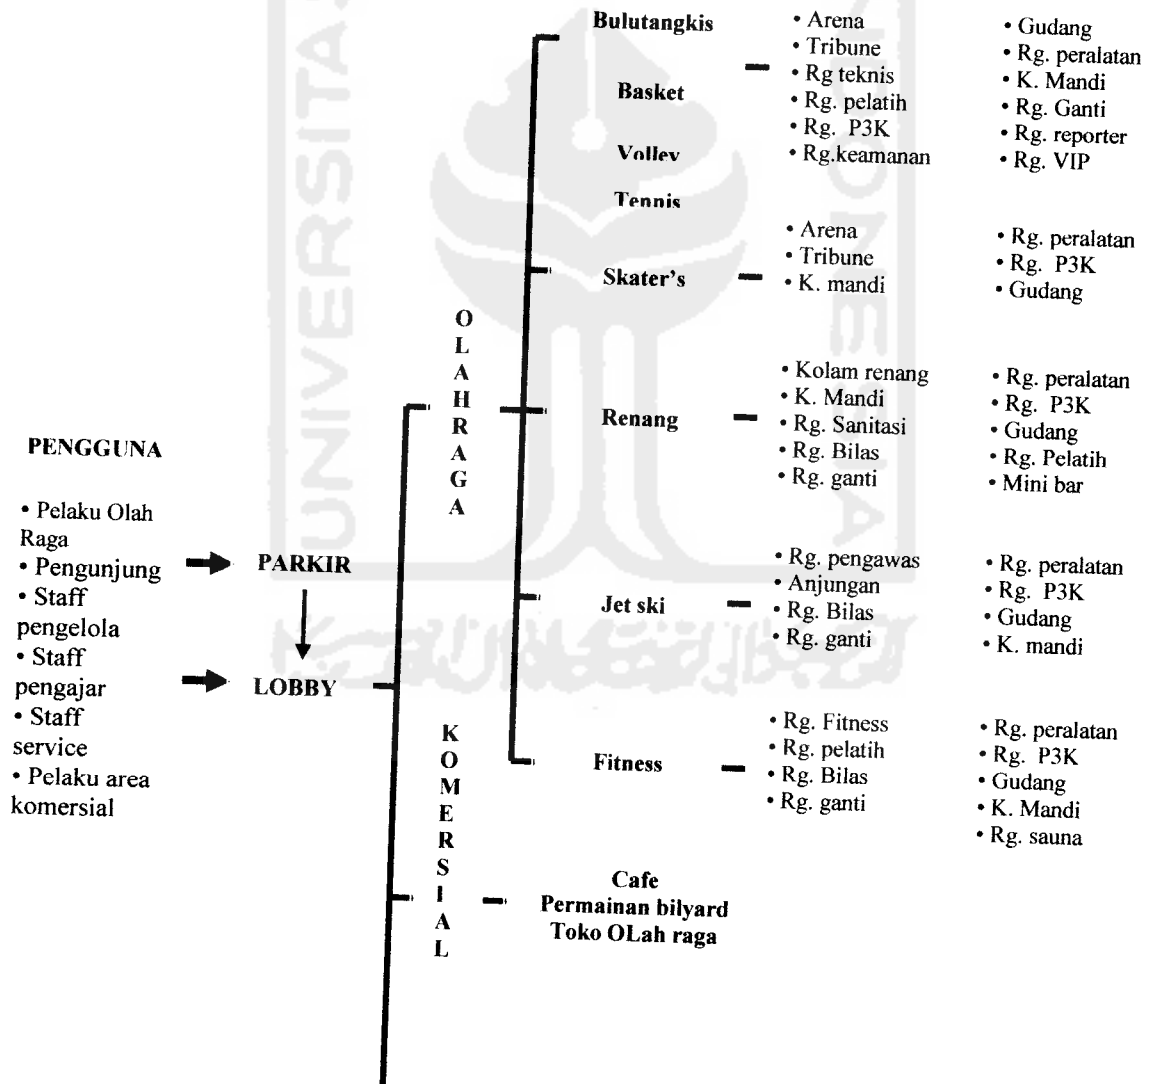 Bulutangkis
Basket
Volley
Tennis
• Arena
• Tribune
• Rg teknis
• Rg. pelatih
• Rg. P3K
• Rg.keamanan
• Gudang
• Rg. peralatan
• K. Mandi
• Rg. Ganti
• Rg. reporter
• Rg. VIP
Skater's
• Arena
• Tribune
• K. mandi
• Rg. peralatan
• Rg. P3K
• Gudang
OLAHRAGA
Renang
• Kolam renang
• K. Mandi
• Rg. Sanitasi
• Rg. Bilas
• Rg. ganti
• Rg. peralatan
• Rg. P3K
• Gudang
• Rg. Pelatih
• Mini bar
PENGGUNA
• Pelaku Olah
Raga
• Pengunjung
• Staff
pengelola
• Staff
pengajar
• Staff
service
• Pelaku area
komersial
PARKIR
LOBBY
Jet ski
• Rg. pengawas
• Anjungan
• Rg. Bilas
• Rg. ganti
• Rg. peralatan
• Rg. P3K
• Gudang
• K. mandi
Fitness
• Rg. Fitness
• Rg. pelatih
• Rg. Bilas
• Rg. ganti
• Rg. peralatan
• Rg. P3K
• Gudang
• K. Mandi
• Rg. sauna
KOMERSIAL
Cafe
Permainan bilyard
Toko OLah raga
UNIVERSITAS
NDONESIA